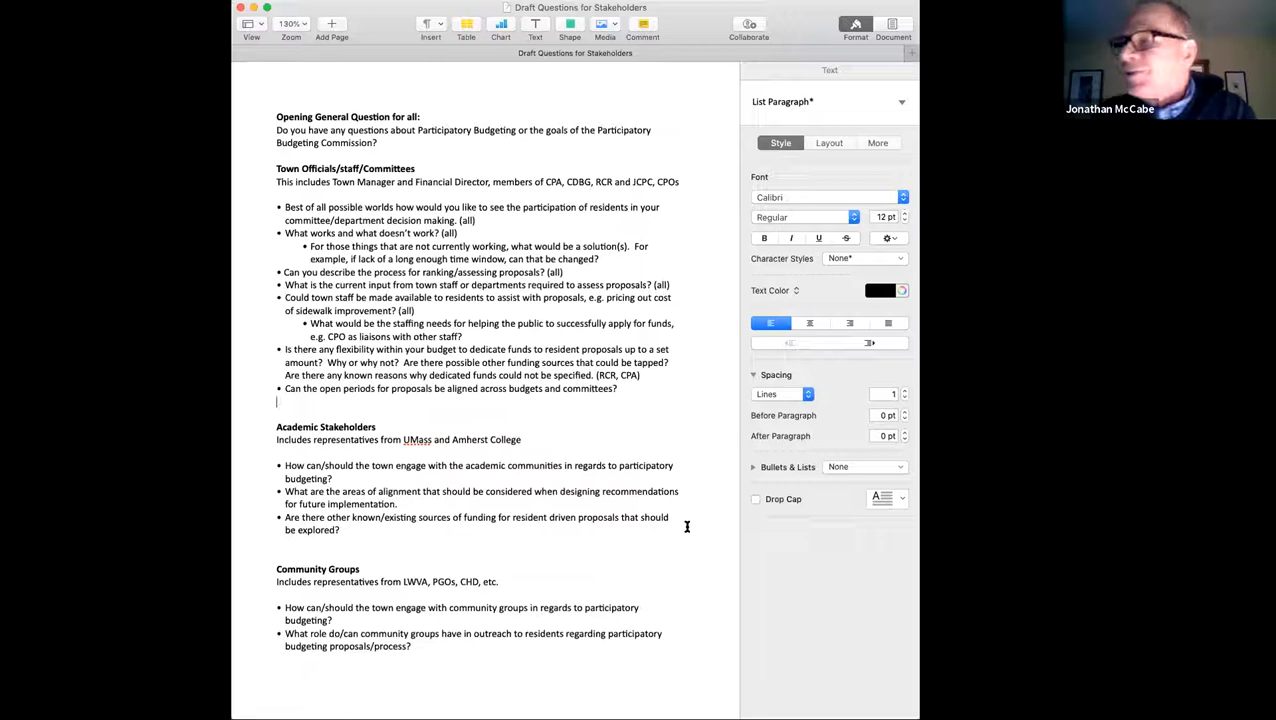 Draft Questions for Stakeholders
130%
View
Zoom
Add Page
Insert
Table
Chart
Text
Shape
Media
Comment
Collaborate
Format
Document
Draft Questions for Stakeholders
Opening General Question for all:
Do you have any questions about Participatory Budgeting or the goals of the Participatory
Budgeting Commission?
Town Officials/staff/Committees
This includes Town Manager and Financial Director, members of CPA, CDBG, RCR and JCPC, CPOs
• Best of all possible worlds how would you like to see the participation of residents in your
committee/department decision making. (all)
• What works and what doesn't work? (all)
• For those things that are not currently working, what would be a solution(s). For
example, if lack of a long enough time window, can that be changed?
• Can you describe the process for ranking/assessing proposals? (all)
• What is the current input from town staff or departments required to assess proposals? (all)
• Could town staff be made available to residents to assist with proposals, e.g. pricing out cost
of sidewalk improvement? (all)
• What would be the staffing needs for helping the public to successfully apply for funds,
e.g. CPO as liaisons with other staff?
• Is there any flexibility within your budget to dedicate funds to resident proposals up to a set
amount? Why or why not? Are there possible other funding sources that could be tapped?
Are there any known reasons why dedicated funds could not be specified. (RCR, CPA)
• Can the open periods for proposals be aligned across budgets and committees?
Academic Stakeholders
Includes representatives from UMass and Amherst College
• How can/should the town engage with the academic communities in regards to participatory
budgeting?
• What are the areas of alignment that should be considered when designing recommendations
for future implementation.
• Are there other known/existing sources of funding for resident driven proposals that should
be explored?
Community Groups
Includes representatives from LWVA, PGOs, CHD, etc.
• How can/should the town engage with community groups in regards to participatory
budgeting?
• What role do/can community groups have in outreach to residents regarding participatory
budgeting proposals/process?
Text
List Paragraph*
Style
Layout
More
Font
Calibri
Regular
12 pt
B
I
U
S
Character Styles
None*
Text Color
Spacing
Lines
1
Before Paragraph
0 pt
After Paragraph
0 pt
Bullets & Lists
None
Drop Cap
A
Jonathan McCabe